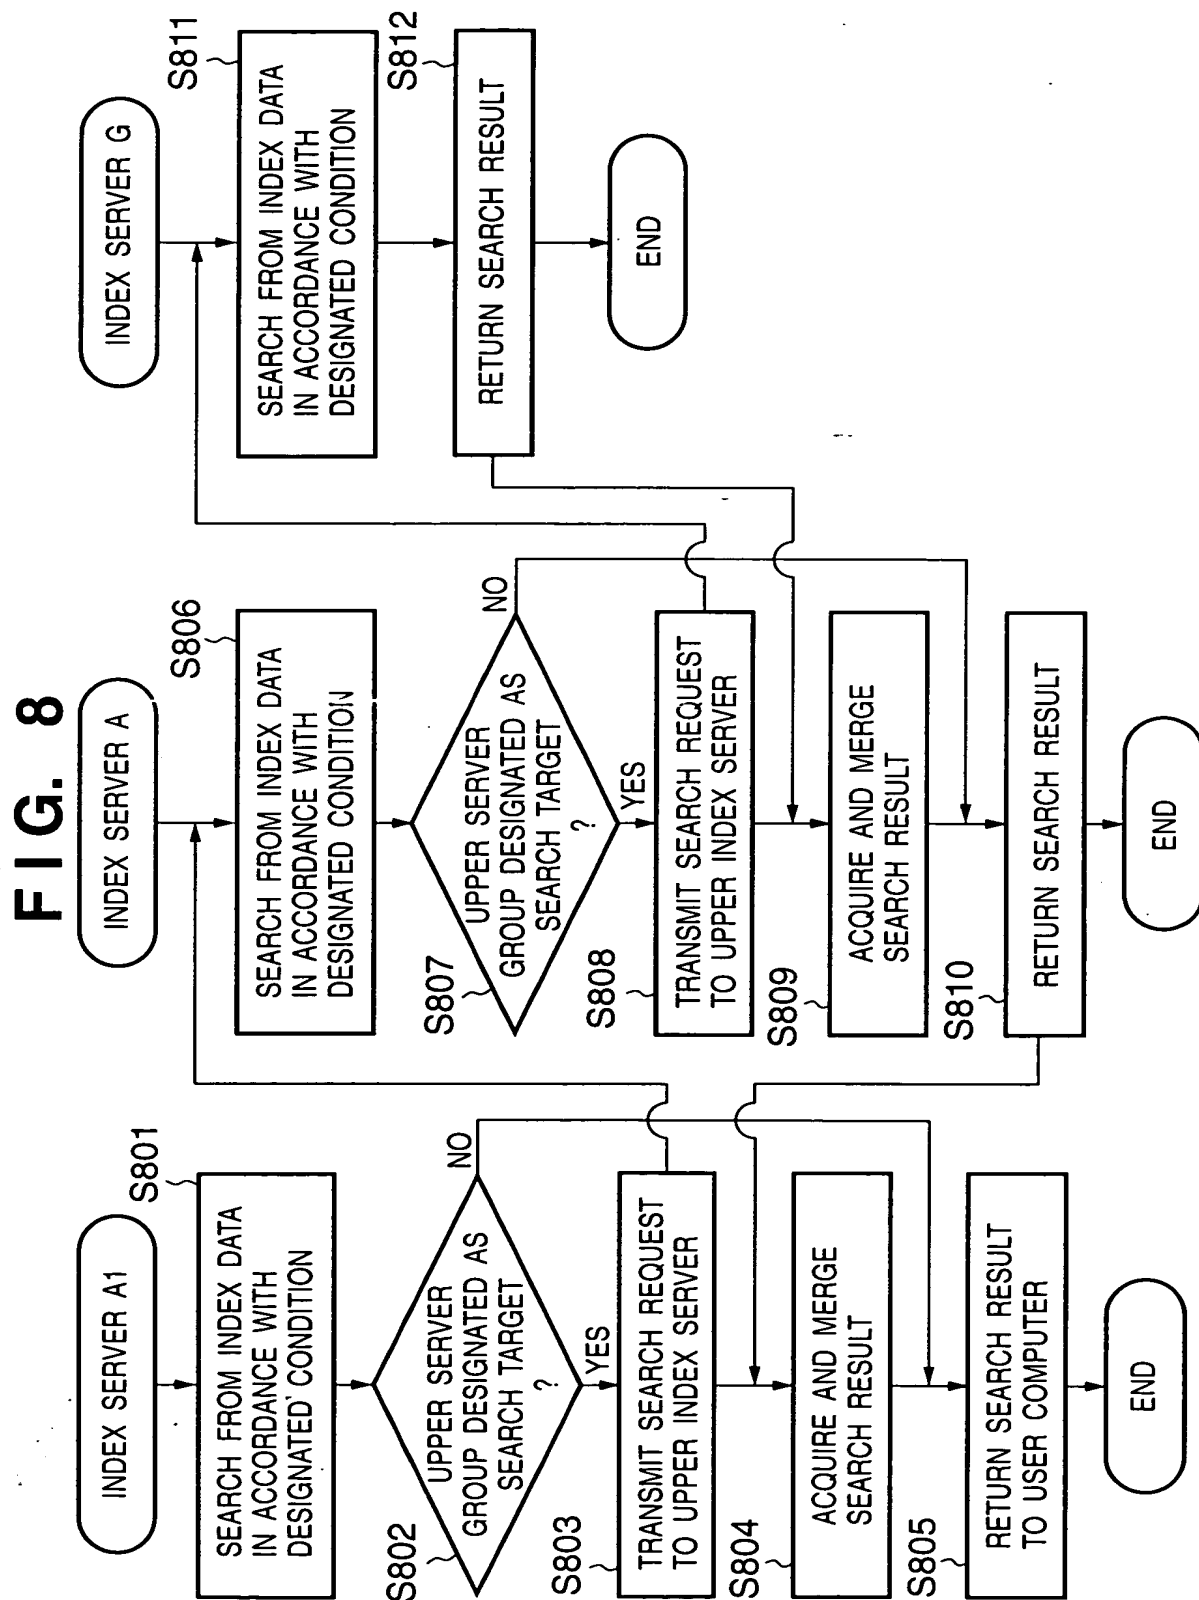 FIG. 8
INDEX SERVER A1
S801
SEARCH FROM INDEX DATA
IN ACCORDANCE WITH
DESIGNATED' CONDITION
S802
UPPER SERVER
GROUP DESIGNATED AS
SEARCH TARGET
?
NO
YES
S803
TRANSMIT SEARCH REQUEST
TO UPPER INDEX SERVER
S804
ACQUIRE AND MERGE
SEARCH RESULT
S805
RETURN SEARCH RESULT
TO USER COMPUTER
END
INDEX SERVER A
S806
SEARCH FROM INDEX DATA
IN ACCORDANCE WITH
DESIGNATED CONDITION
S807
UPPER SERVER
GROUP DESIGNATED AS
SEARCH TARGET
?
NO
YES
S808
TRANSMIT SEARCH REQUEST
TO UPPER INDEX SERVER
S809
ACQUIRE AND MERGE
SEARCH RESULT
S810
RETURN SEARCH RESULT
END
INDEX SERVER G
S811
SEARCH FROM INDEX DATA
IN ACCORDANCE WITH
DESIGNATED CONDITION
S812
RETURN SEARCH RESULT
END